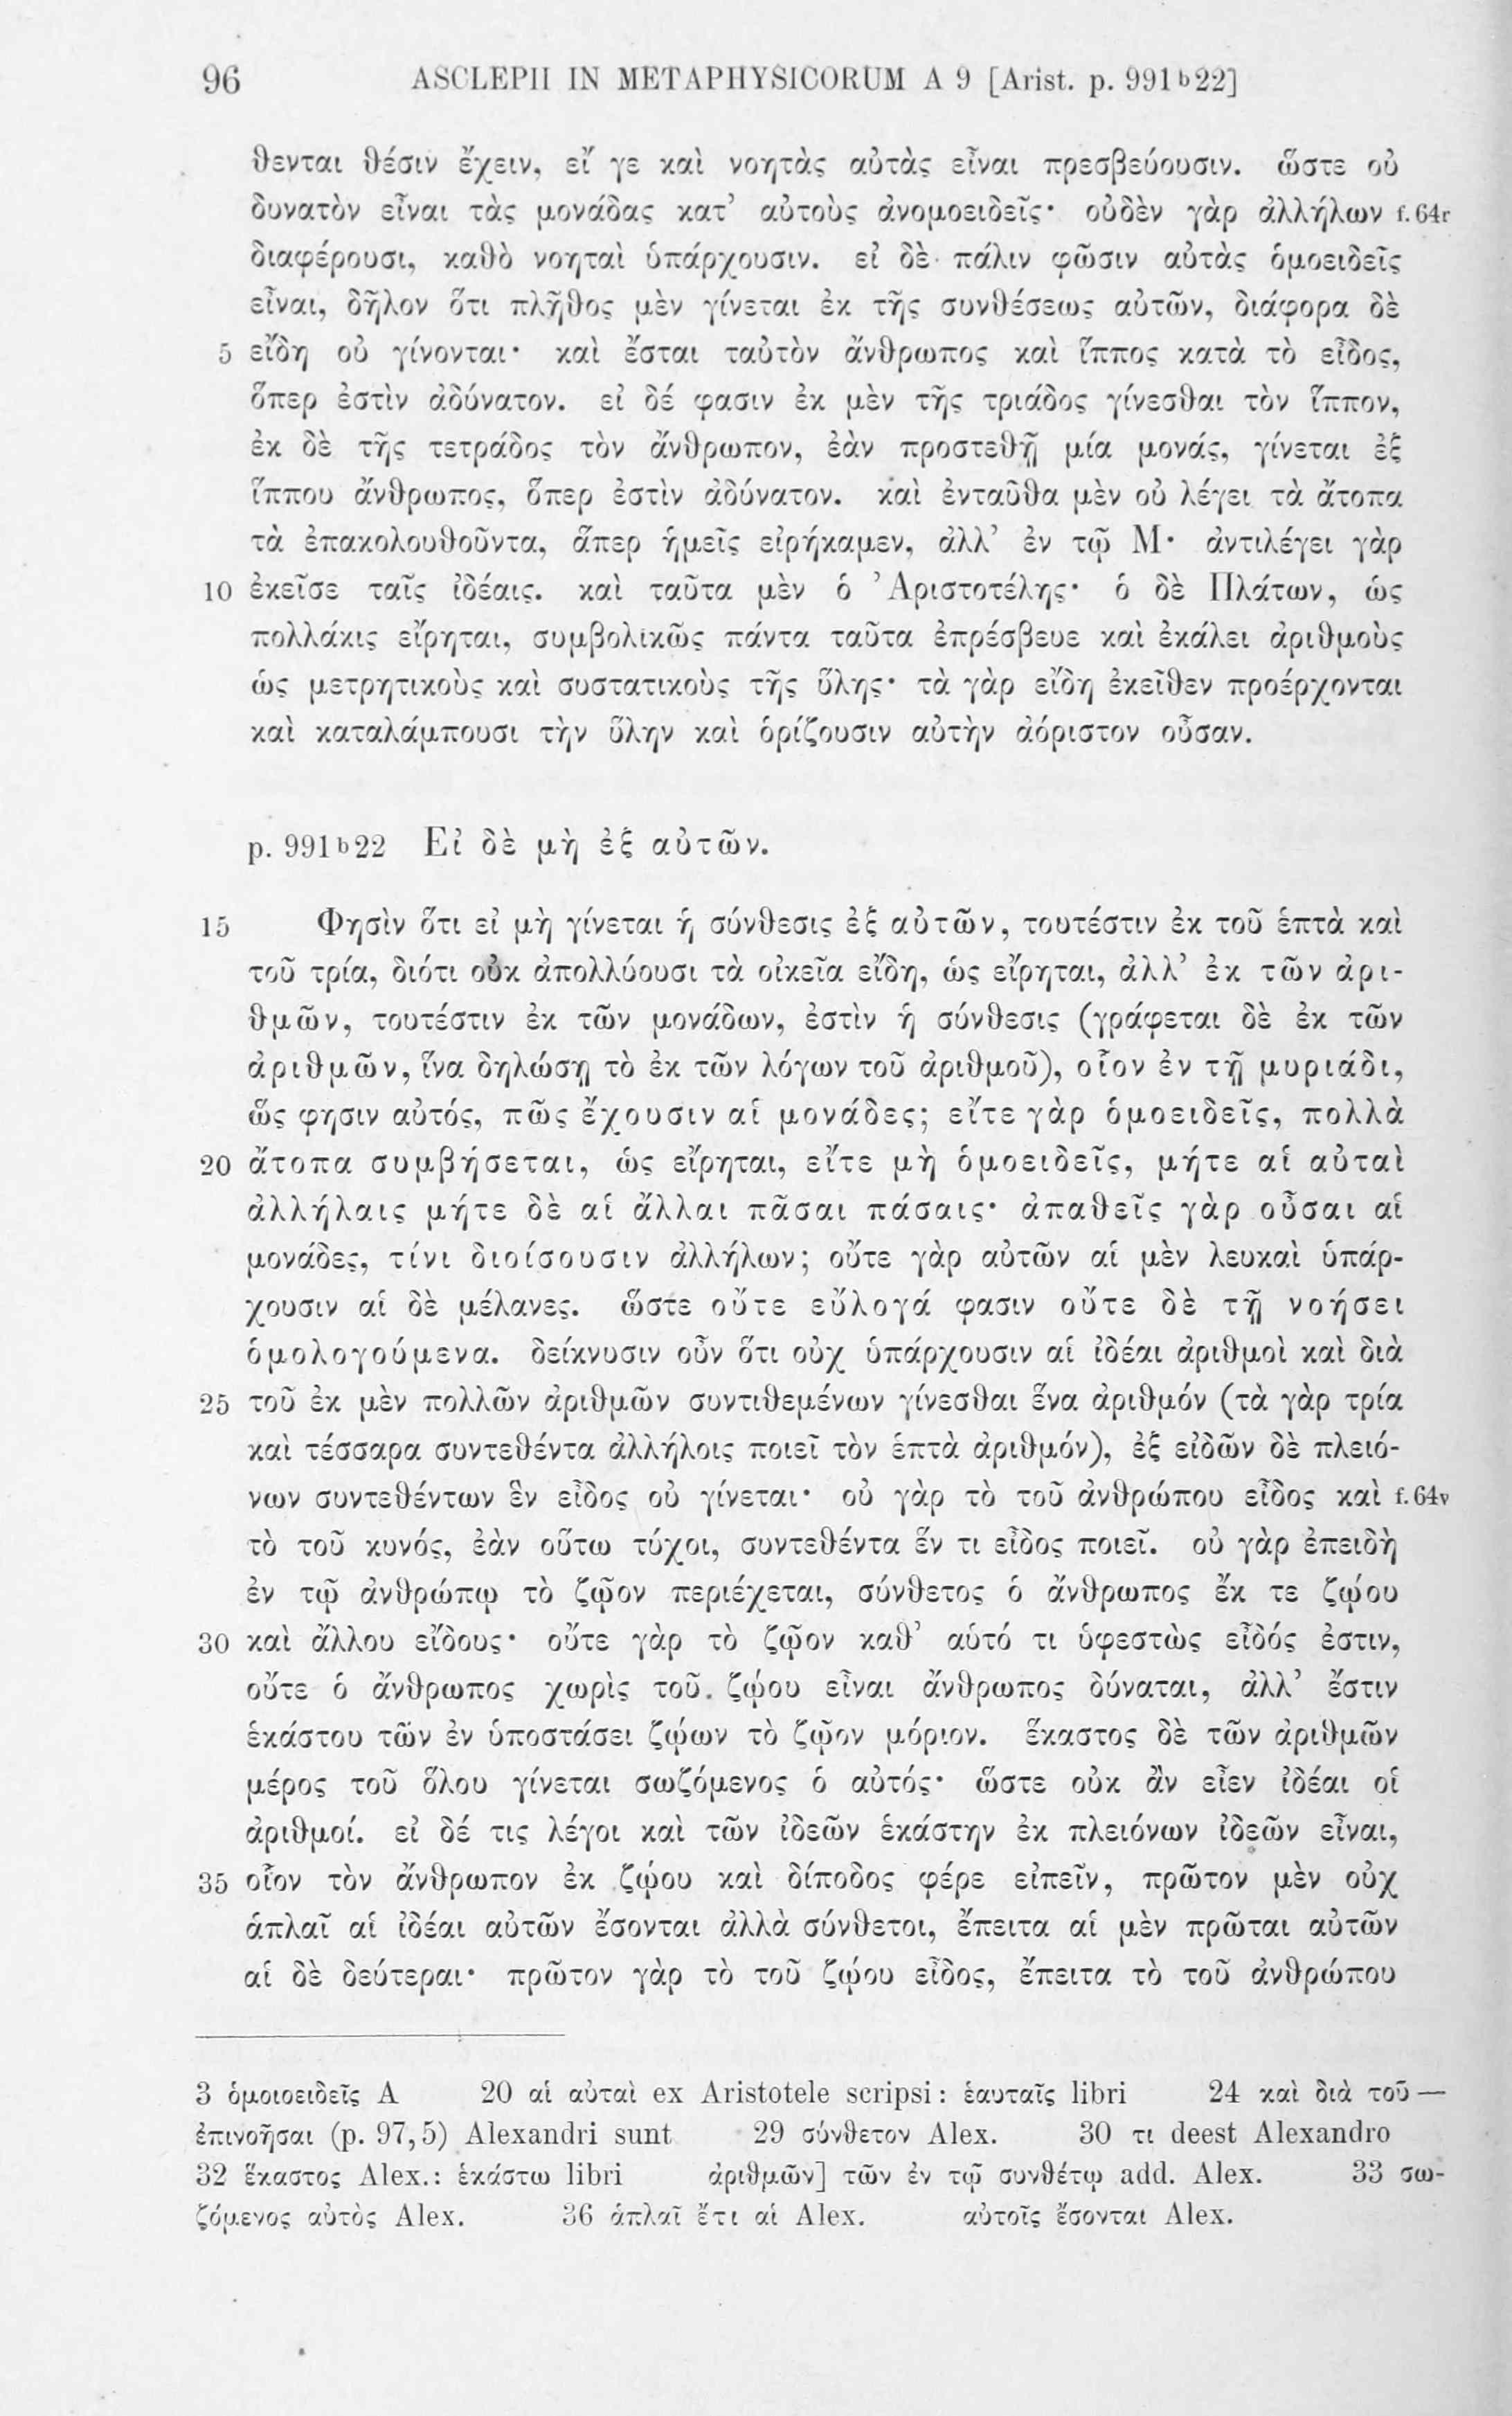 96 ASCLEPII IN METAPHYSICORUM A 9 [Arist. p. 991ᵇ22]
θενται θέσιν ἔχειν, εἴ γε καὶ νοητὰς αὐτὰς εἶναι πρεσβεύουσιν. ὥστε οὐ
δυνατὸν εἶναι τὰς μονάδας κατ’ αὐτοὺς ἀνομοειδεῖς· οὐδὲν γὰρ ἀλλήλων f. 64r
διαφέρουσι, καθὸ νοηταὶ ὑπάρχουσιν. εἰ δὲ πάλιν φῶσιν αὐτὰς ὁμοειδεῖς
εἶναι, δῆλον ὅτι πλῆθος μὲν γίνεται ἐκ τῆς συνθέσεως αὐτῶν, διάφορα δὲ
5 εἴδη οὐ γίνονται· καὶ ἔσται ταὐτὸν ἄνθρωπος καὶ ἵππος κατὰ τὸ εἶδος,
ὅπερ ἐστὶν ἀδύνατον. εἰ δέ φασιν ἐκ μὲν τῆς τριάδος γίνεσθαι τὸν ἵππον,
ἐκ δὲ τῆς τετράδος τὸν ἄνθρωπον, ἐὰν προστεθῇ μία μονάς, γίνεται ἐξ
ἵππου ἄνθρωπος, ὅπερ ἐστὶν ἀδύνατον. καὶ ἐνταῦθα μὲν οὐ λέγει τὰ ἄτοπα
τὰ ἐπακολουθοῦντα, ἅπερ ἡμεῖς εἰρήκαμεν, ἀλλ’ ἐν τῷ Μ· ἀντιλέγει γὰρ
10 ἐκεῖσε ταῖς ἰδέαις. καὶ ταῦτα μὲν ὁ Ἀριστοτέλης· ὁ δὲ Πλάτων, ὡς
πολλάκις εἴρηται, συμβολικῶς πάντα ταῦτα ἐπρέσβευε καὶ ἐκάλει ἀριθμοὺς
ὡς μετρητικοὺς καὶ συστατικοὺς τῆς ὕλης· τὰ γὰρ εἴδη ἐκεῖθεν προέρχονται
καὶ καταλάμπουσι τὴν ὕλην καὶ ὁρίζουσιν αὐτὴν ἀόριστον οὖσαν.
p. 991ᵇ22 Εἰ δὲ μὴ ἐξ αὐτῶν.
15 Φησὶν ὅτι εἰ μὴ γίνεται ἡ σύνθεσις ἐξ αὐτῶν, τουτέστιν ἐκ τοῦ ἑπτὰ καὶ
τοῦ τρία, διότι οὐκ ἀπολλύουσι τὰ οἰκεῖα εἴδη, ὡς εἴρηται, ἀλλ’ ἐκ τῶν ἀρι-
θμῶν, τουτέστιν ἐκ τῶν μονάδων, ἐστὶν ἡ σύνθεσις (γράφεται δὲ ἐκ τῶν
ἀριθμῶν, ἵνα δηλώσῃ τὸ ἐκ τῶν λόγων τοῦ ἀριθμοῦ), οἷον ἐν τῇ μυριάδι,
ὥς φησιν αὐτός, πῶς ἔχουσιν αἱ μονάδες; εἴτε γὰρ ὁμοειδεῖς, πολλὰ
20 ἄτοπα συμβήσεται, ὡς εἴρηται, εἴτε μὴ ὁμοειδεῖς, μήτε αἱ αὐταὶ
ἀλλήλαις μήτε δὲ αἱ ἄλλαι πᾶσαι πάσαις· ἀπαθεῖς γὰρ οὖσαι αἱ
μονάδες, τίνι διοίσουσιν ἀλλήλων; οὔτε γὰρ αὐτῶν αἱ μὲν λευκαὶ ὑπάρ-
χουσιν αἱ δὲ μέλανες. ὥστε οὔτε εὔλογά φασιν οὔτε δὲ τῇ νοήσει
ὁμολογούμενα. δείκνυσιν οὖν ὅτι οὐχ ὑπάρχουσιν αἱ ἰδέαι ἀριθμοὶ καὶ διὰ
25 τοῦ ἐκ μὲν πολλῶν ἀριθμῶν συντιθεμένων γίνεσθαι ἕνα ἀριθμόν (τὰ γὰρ τρία
καὶ τέσσαρα συντεθέντα ἀλλήλοις ποιεῖ τὸν ἑπτὰ ἀριθμόν), ἐξ εἰδῶν δὲ πλειό-
νων συντεθέντων ἓν εἶδος οὐ γίνεται· οὐ γὰρ τὸ τοῦ ἀνθρώπου εἶδος καὶ f. 64v
τὸ τοῦ κυνός, ἐὰν οὕτω τύχοι, συντεθέντα ἕν τι εἶδος ποιεῖ. οὐ γὰρ ἐπειδὴ
ἐν τῷ ἀνθρώπῳ τὸ ζῷον περιέχεται, σύνθετος ὁ ἄνθρωπος ἔκ τε ζῴου
30 καὶ ἄλλου εἴδους· οὔτε γὰρ τὸ ζῷον καθ’ αὑτό τι ὑφεστὼς εἶδός ἐστιν,
οὔτε ὁ ἄνθρωπος χωρὶς τοῦ ζῴου εἶναι ἄνθρωπος δύναται, ἀλλ’ ἔστιν
ἑκάστου τῶν ἐν ὑποστάσει ζῴων τὸ ζῷον μόριον. ἕκαστος δὲ τῶν ἀριθμῶν
μέρος τοῦ ὅλου γίνεται σωζόμενος ὁ αὐτός· ὥστε οὐκ ἂν εἶεν ἰδέαι οἱ
ἀριθμοί. εἰ δέ τις λέγοι καὶ τῶν ἰδεῶν ἑκάστην ἐκ πλειόνων ἰδεῶν εἶναι,
35 οἷον τὸν ἄνθρωπον ἐκ ζῴου καὶ δίποδος φέρε εἰπεῖν, πρῶτον μὲν οὐχ
ἁπλαῖ αἱ ἰδέαι αὐτῶν ἔσονται ἀλλὰ σύνθετοι, ἔπειτα αἱ μὲν πρῶται αὐτῶν
αἱ δὲ δεύτεραι· πρῶτον γὰρ τὸ τοῦ ζῴου εἶδος, ἔπειτα τὸ τοῦ ἀνθρώπου
3 ὁμοιοειδεῖς A 20 αἱ αὐταὶ ex Aristotele scripsi: ἑαυταῖς libri 24 καὶ διὰ τοῦ —
ἐπινοῆσαι (p. 97,5) Alexandri sunt 29 σύνθετον Alex. 30 τι deest Alexandro
32 ἕκαστος Alex.: ἑκάστω libri ἀριθμῶν] τῶν ἐν τῷ συνθέτῳ add. Alex. 33 σω-
ζόμενος αὐτὸς Alex. 36 ἁπλαῖ ἔτι αἱ Alex. αὐτοῖς ἔσονται Alex.